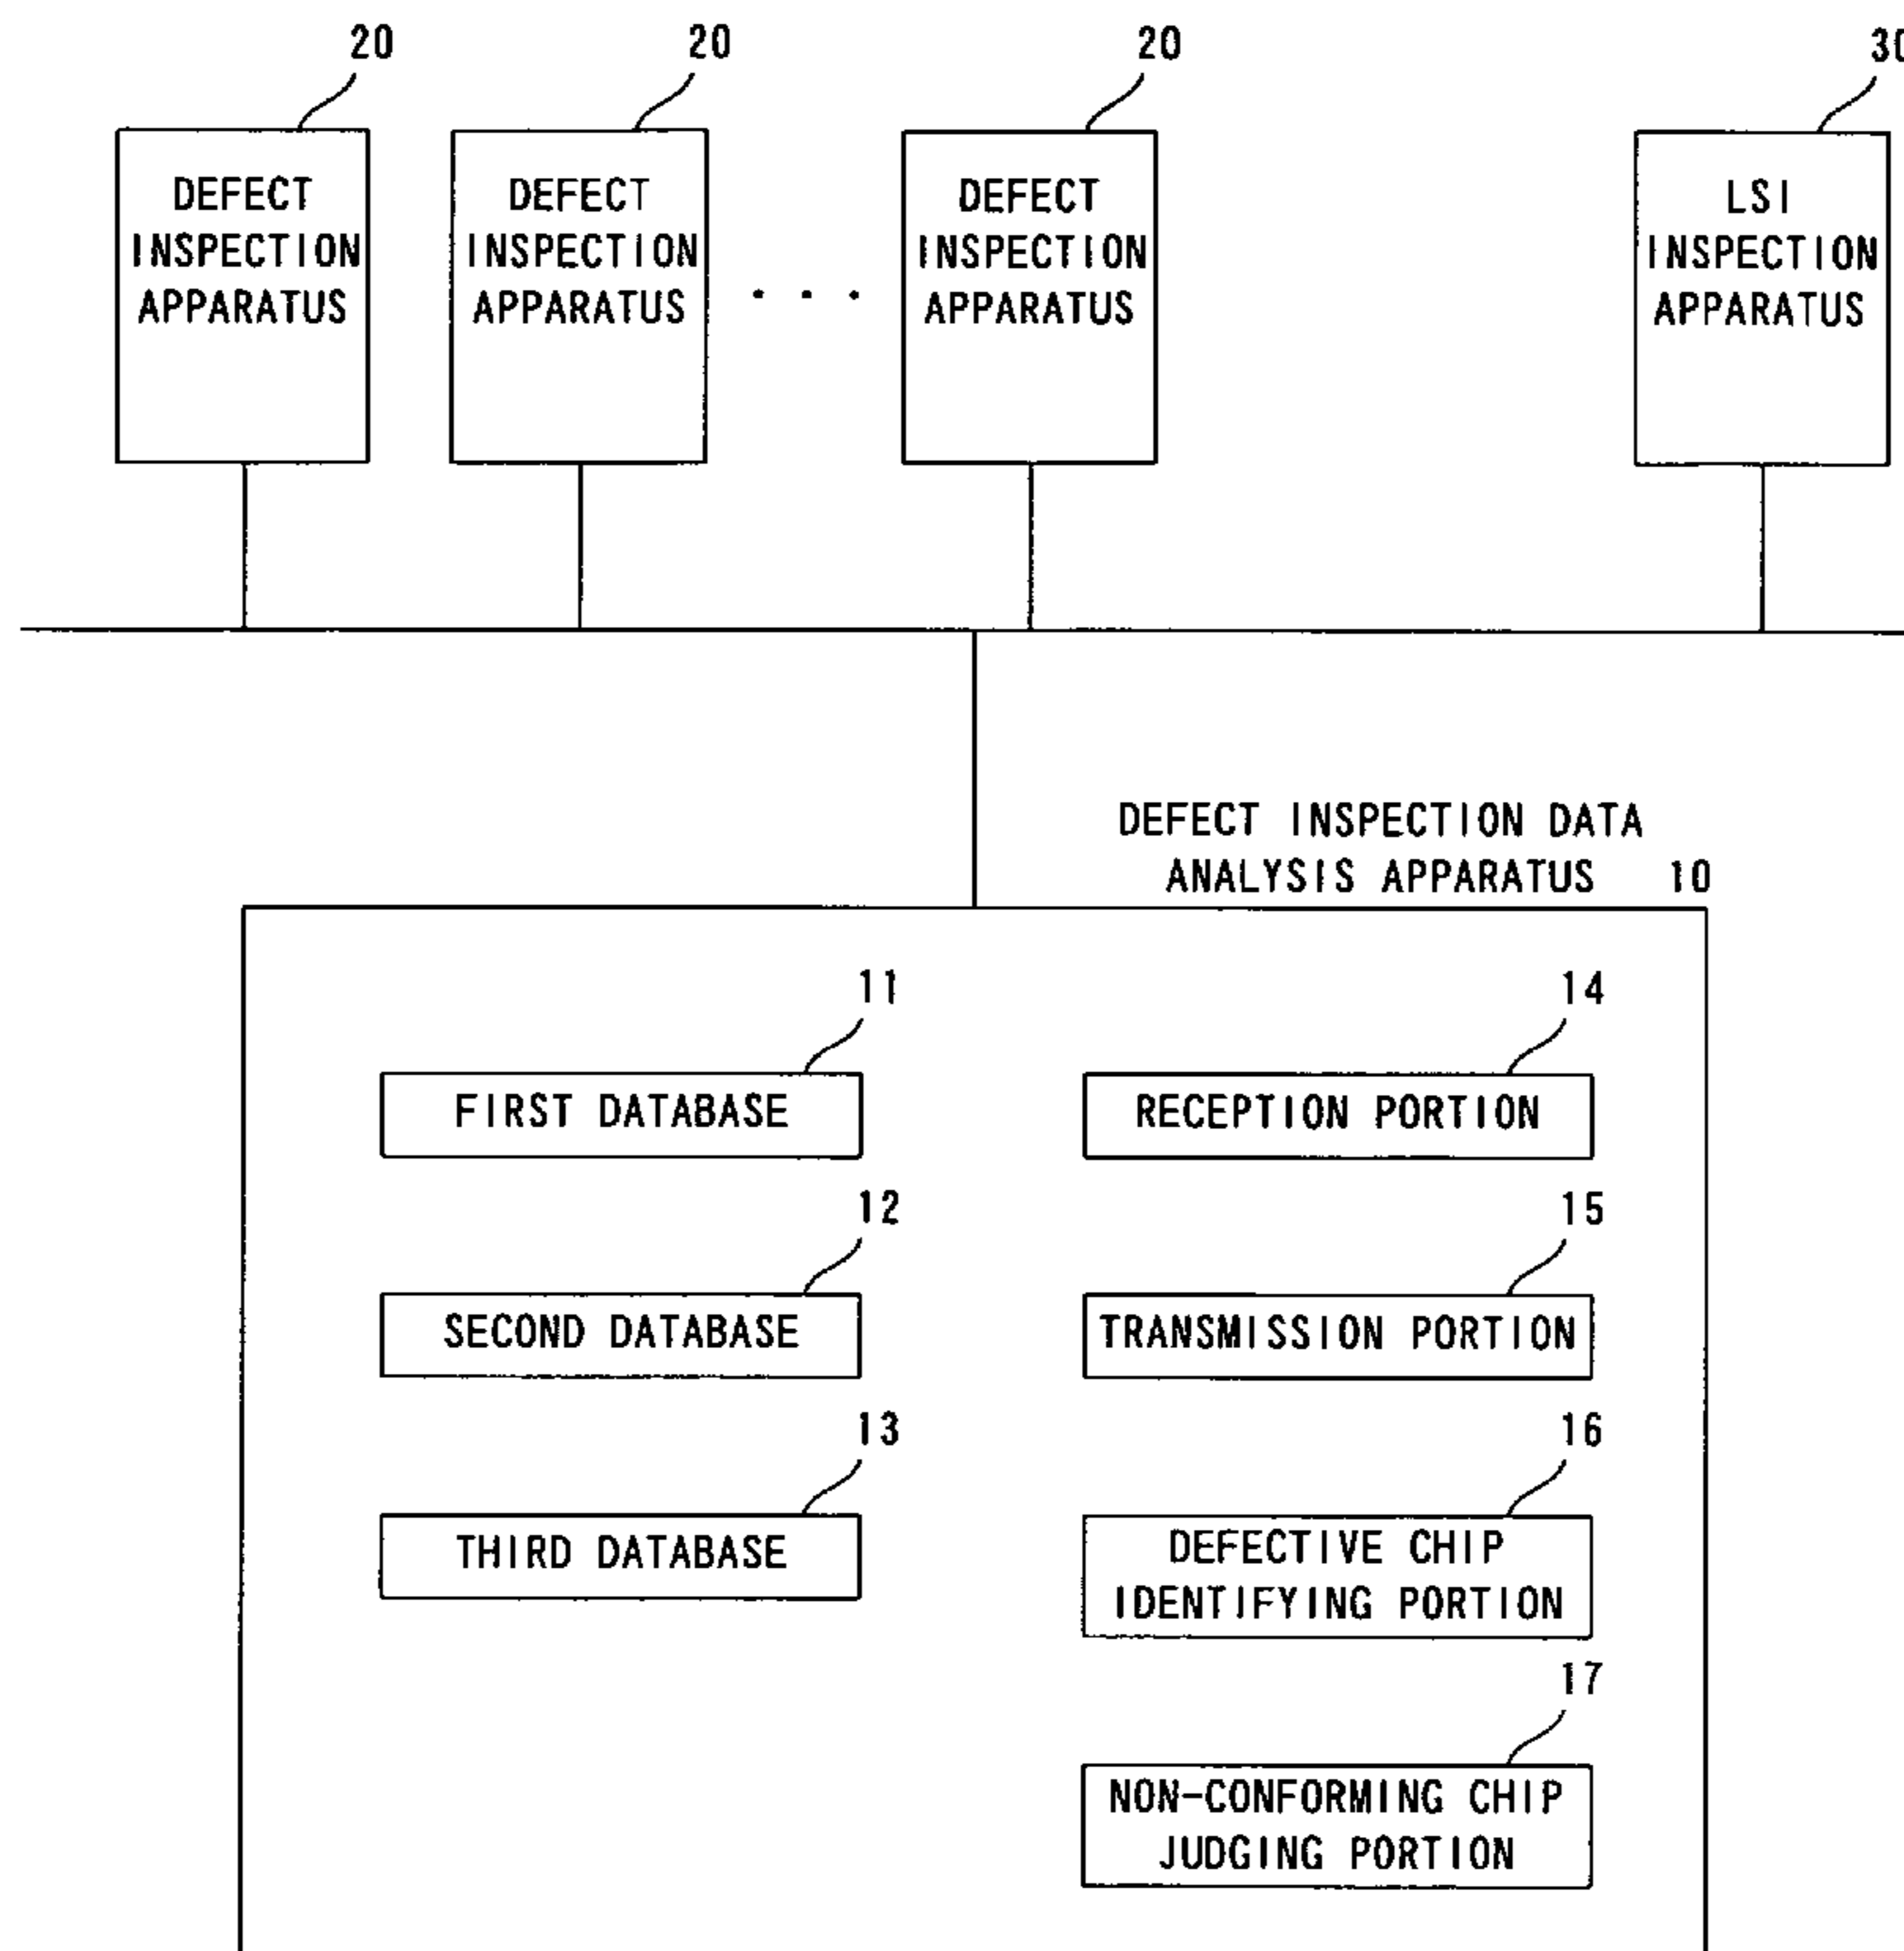 20
20
20
30
DEFECT
INSPECTION
APPARATUS
DEFECT
INSPECTION
APPARATUS
. . .
DEFECT
INSPECTION
APPARATUS
LSI
INSPECTION
APPARATUS
DEFECT INSPECTION DATA
ANALYSIS APPARATUS 10
11
FIRST DATABASE
12
SECOND DATABASE
13
THIRD DATABASE
14
RECEPTION PORTION
15
TRANSMISSION PORTION
16
DEFECTIVE CHIP
IDENTIFYING PORTION
17
NON-CONFORMING CHIP
JUDGING PORTION